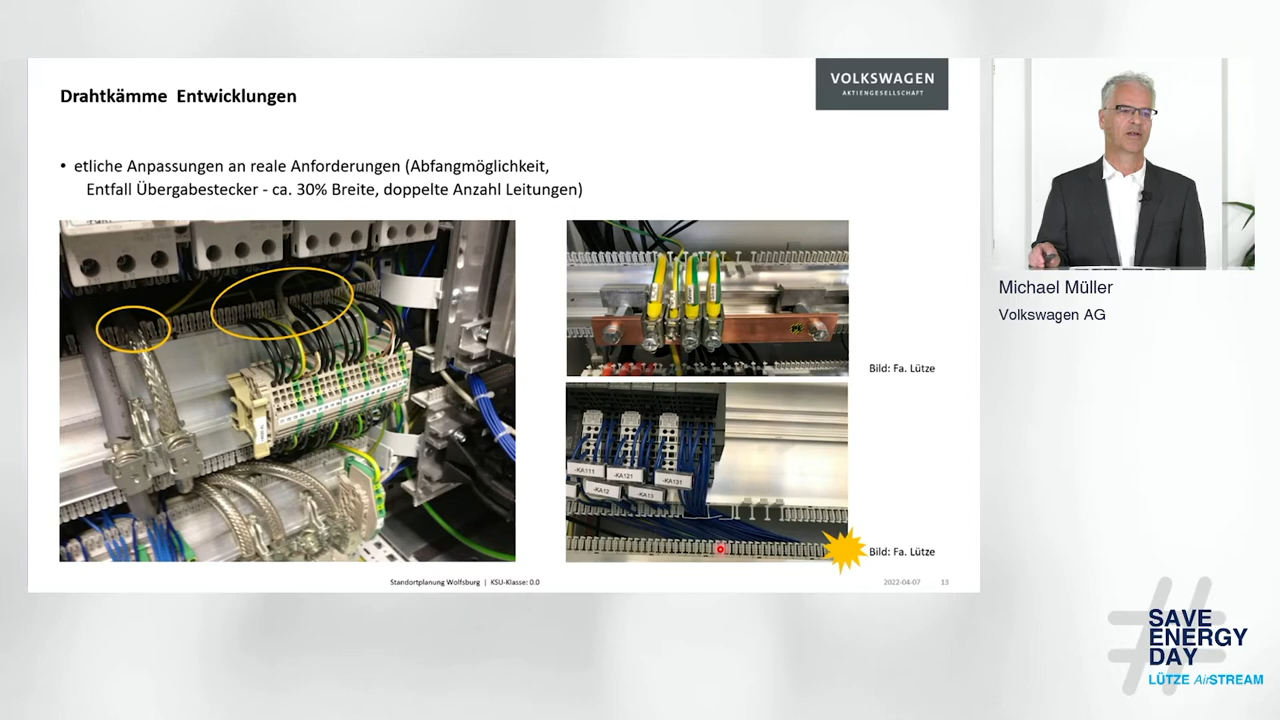 Drahtkämme Entwicklungen
VOLKSWAGEN
AKTIENGESELLSCHAFT
• etliche Anpassungen an reale Anforderungen (Abfangmöglichkeit,
Entfall Übergabestecker - ca. 30% Breite, doppelte Anzahl Leitungen)
Bild: Fa. Lütze
-KA111
-KA121
-KA131
-KA12
-KA13
Bild: Fa. Lütze
Standortplanung Wolfsburg | KSU-Klasse: 0.0
2022-04-07
13
Michael Müller
Volkswagen AG
#
SAVE
ENERGY
DAY
LÜTZE AirSTREAM